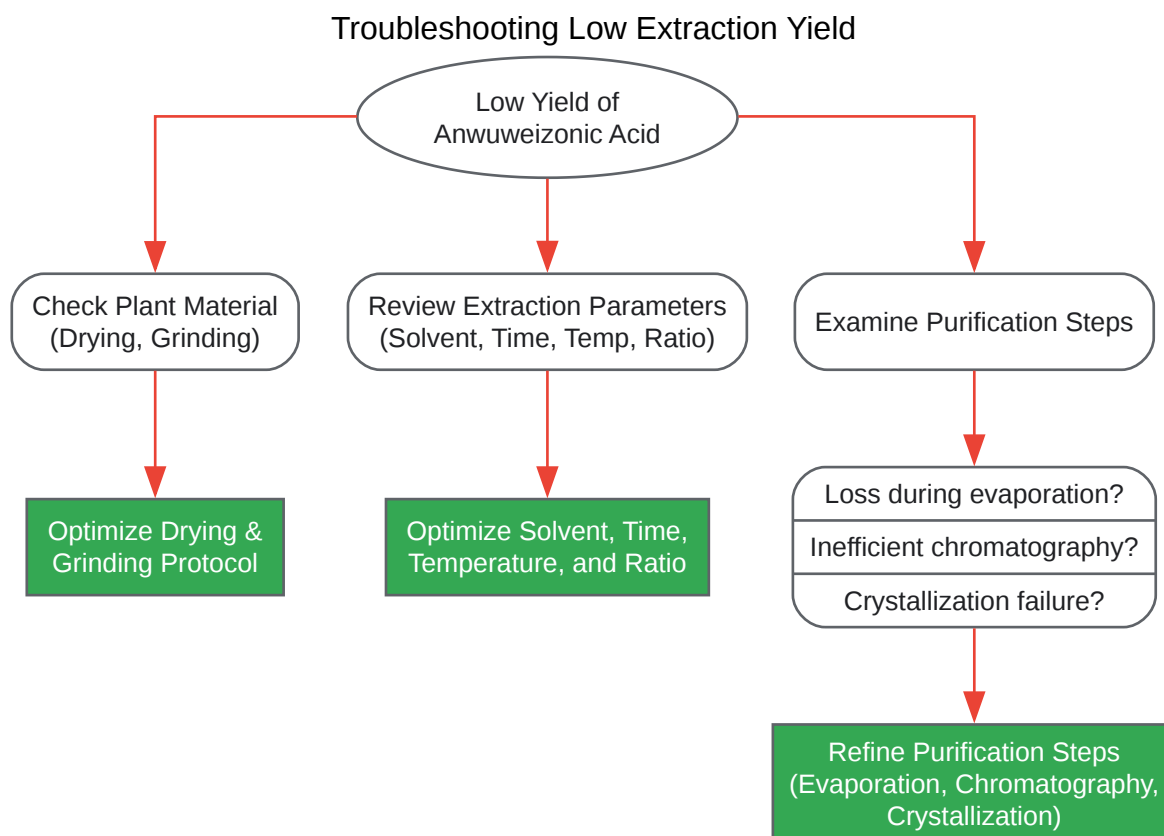 Troubleshooting Low Extraction Yield
Low Yield of
Anwuweizonic Acid
Check Plant Material
(Drying, Grinding)
Review Extraction Parameters
(Solvent, Time, Temp, Ratio)
Examine Purification Steps
Optimize Drying &
Grinding Protocol
Optimize Solvent, Time,
Temperature, and Ratio
Loss during evaporation?
Inefficient chromatography?
Crystallization failure?
Refine Purification Steps
(Evaporation, Chromatography,
Crystallization)